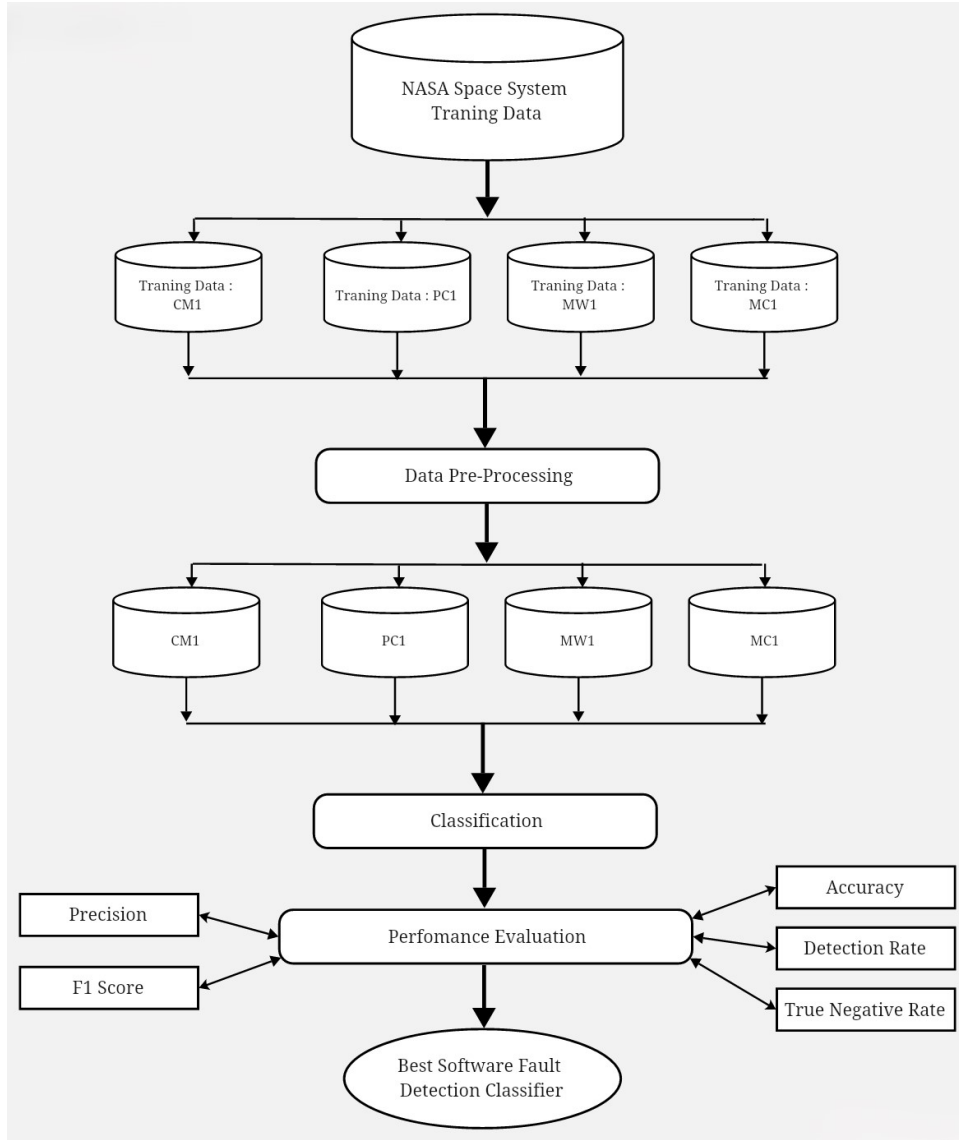 NASA Space System
Traning Data
Traning Data :
CM1
Traning Data : PC1
Traning Data :
MW1
Traning Data :
MC1
Data Pre-Processing
CM1
PC1
MW1
MC1
Classification
Precision
F1 Score
Perfomance Evaluation
Accuracy
Detection Rate
True Negative Rate
Best Software Fault
Detection Classifier